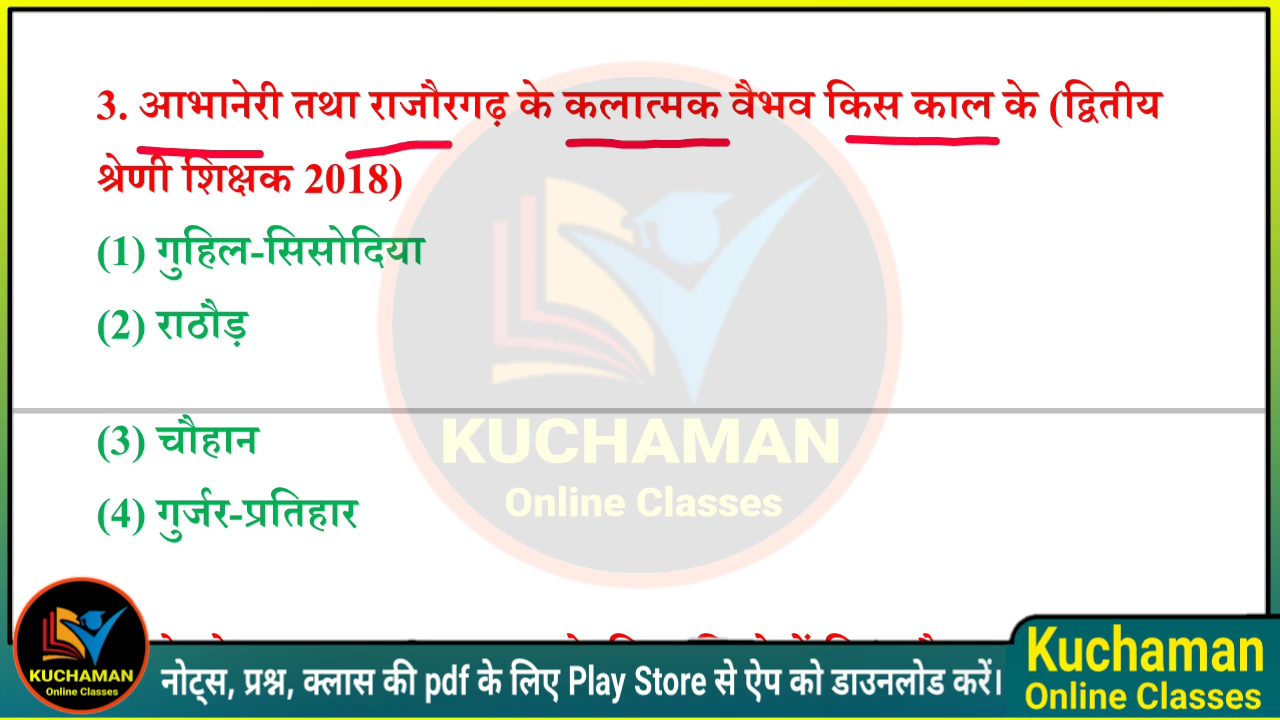 3. आभानेरी तथा राजौरगढ़ के कलात्मक वैभव किस काल के (द्वितीय
श्रेणी शिक्षक 2018)
(1) गुहिल-सिसोदिया
(2) राठौड़
(3) चौहान
(4) गुर्जर-प्रतिहार
KUCHAMAN
Online Classes
KUCHAMAN
Online Classes
नोट्स, प्रश्न, क्लास की pdf के लिए Play Store से ऐप को डाउनलोड करें।
Kuchaman
Online Classes